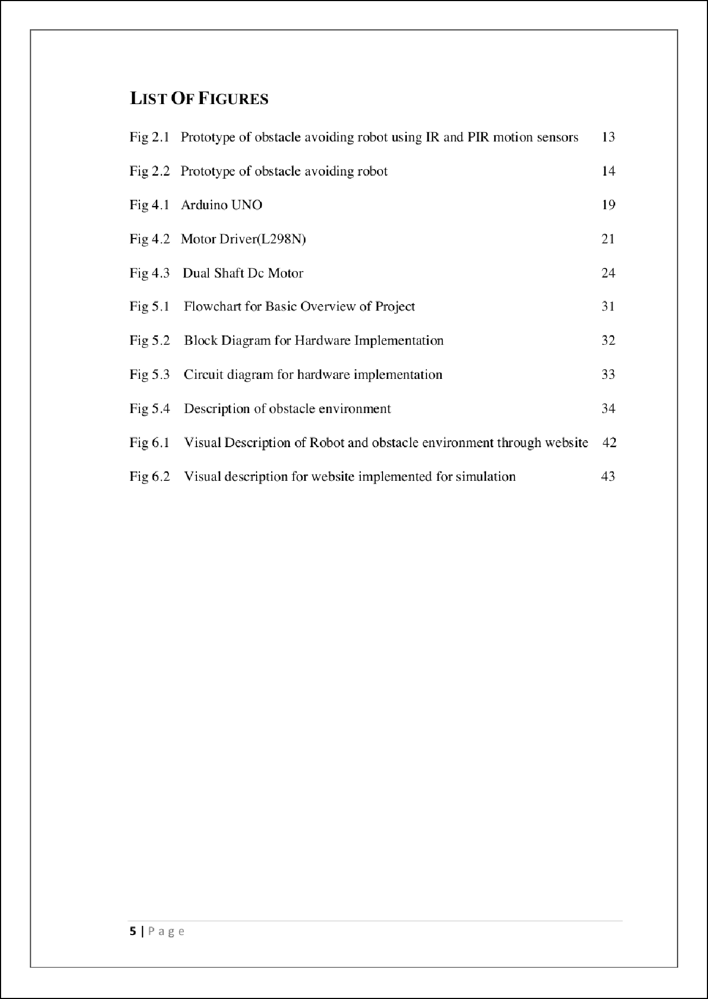 LIST OF FIGURES
Fig 2.1 Prototype of obstacle avoiding robot using IR and PIR motion sensors 13
Fig 2.2 Prototype of obstacle avoiding robot 14
Fig 4.1 Arduino UNO 19
Fig 4.2 Motor Driver(L298N) 21
Fig 4.3 Dual Shaft Dc Motor 24
Fig 5.1 Flowchart for Basic Overview of Project 31
Fig 5.2 Block Diagram for Hardware Implementation 32
Fig 5.3 Circuit diagram for hardware implementation 33
Fig 5.4 Description of obstacle environment 34
Fig 6.1 Visual Description of Robot and obstacle environment through website 42
Fig 6.2 Visual description for website implemented for simulation 43
5 | Page